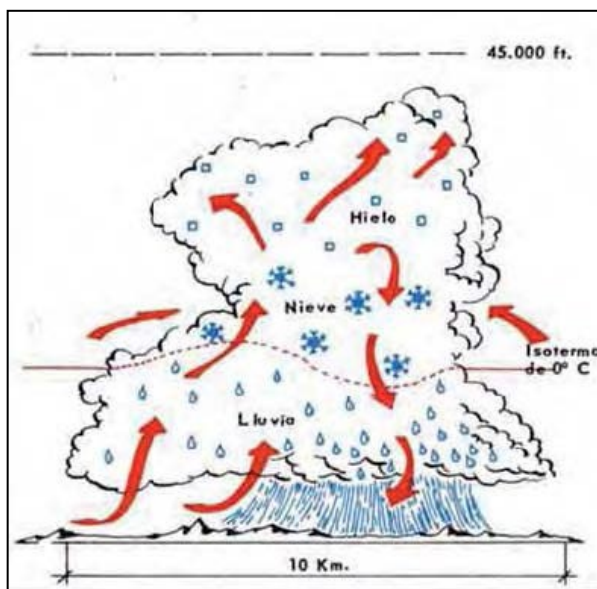 45.000 ft.
Hielo
Nieve
Isoterma
de 0° C
Lluvia
10 Km.